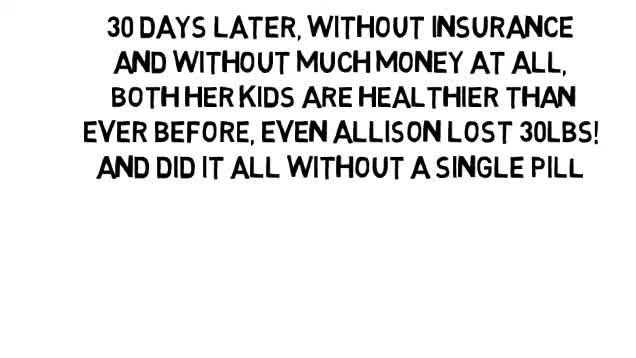 30 DAYS LATER, WITHOUT INSURANCE
AND WITHOUT MUCH MONEY AT ALL,
BOTH HER KIDS ARE HEALTHIER THAN
EVER BEFORE, EVEN ALLISON LOST 30LBS!
AND DID IT ALL WITHOUT A SINGLE PILL